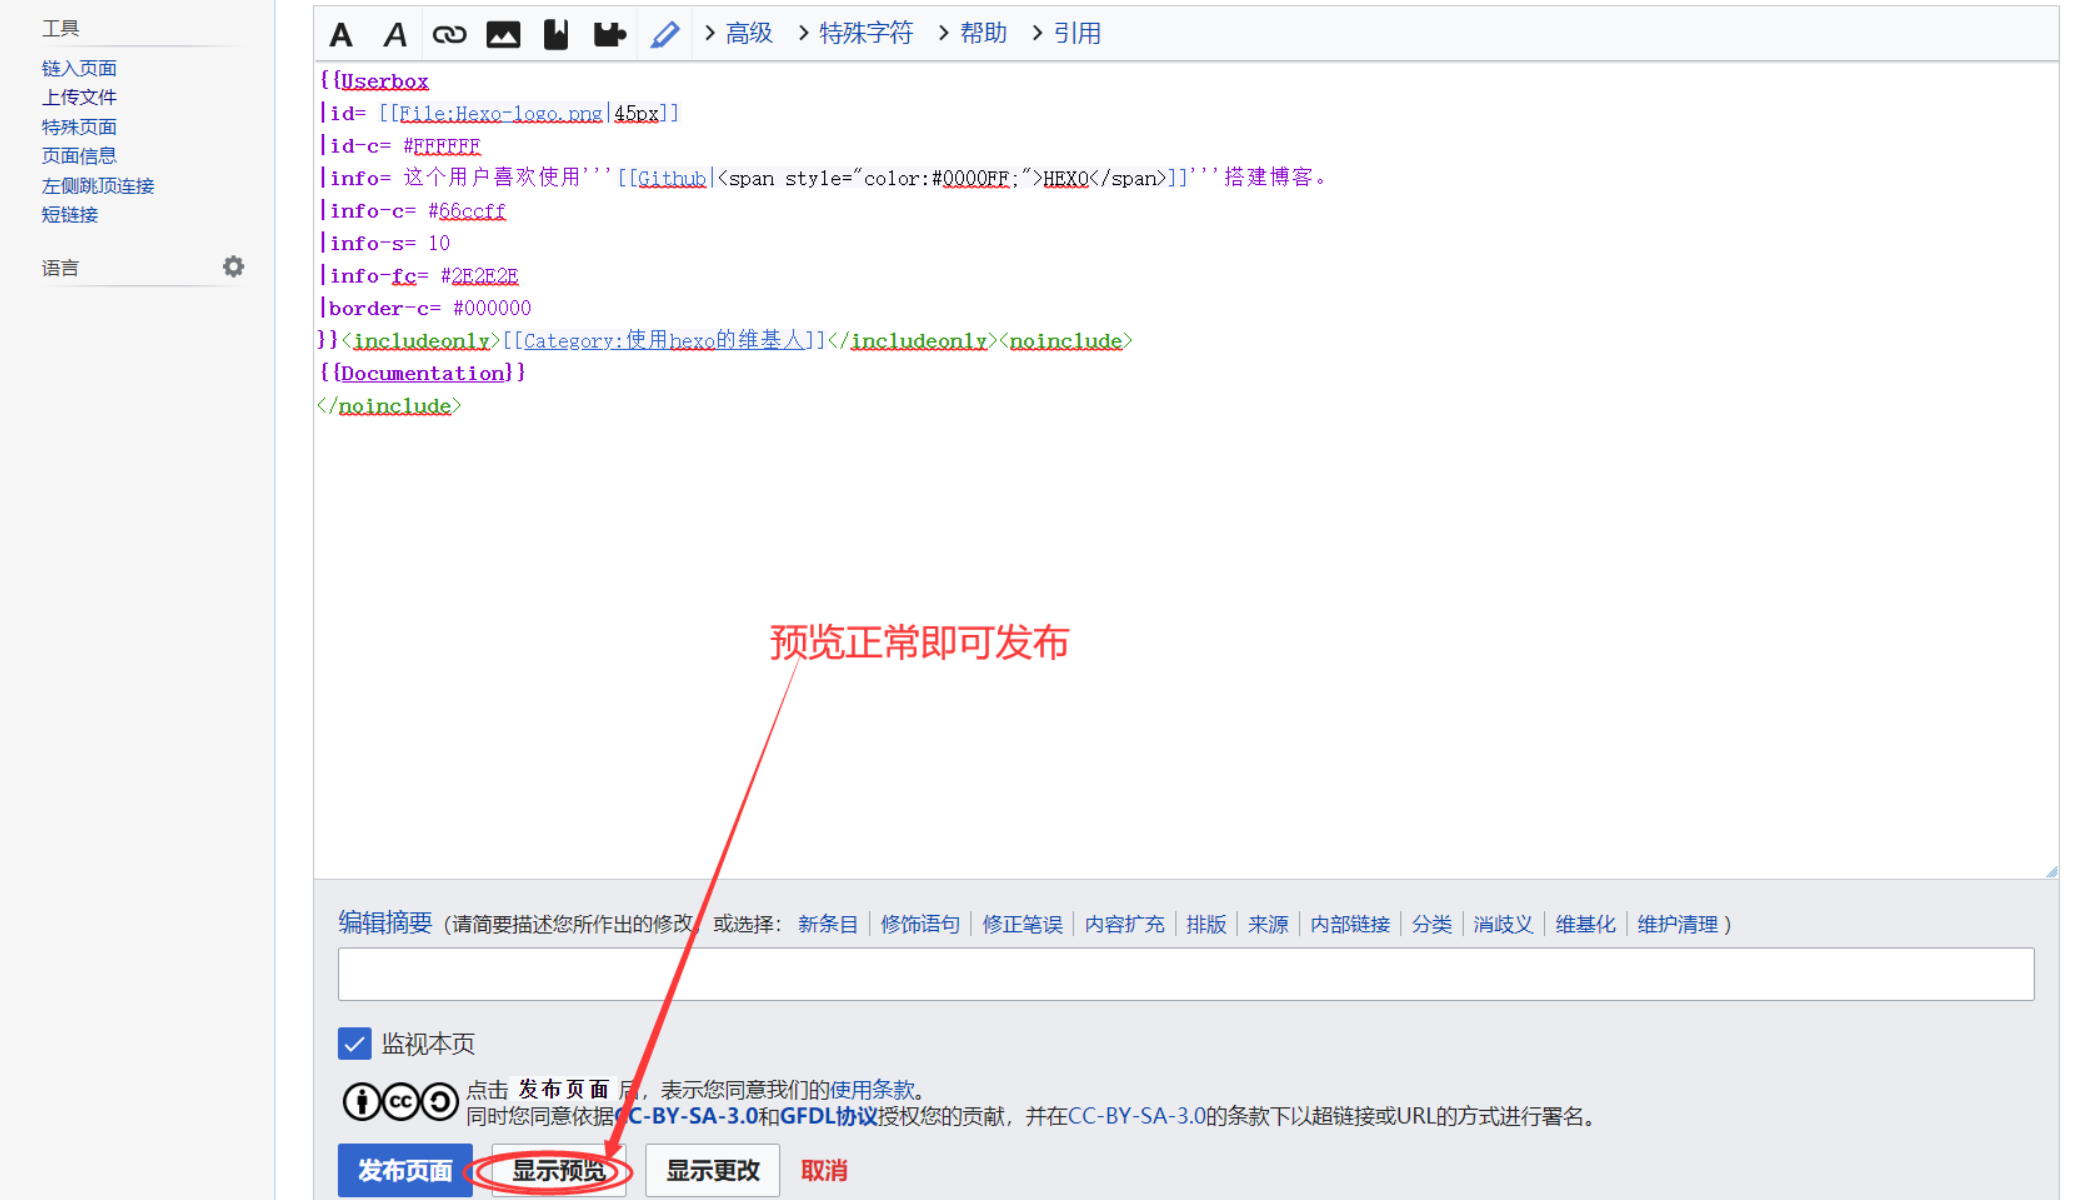 工具
链入页面
上传文件
特殊页面
页面信息
左侧跳顶连接
短链接
语言
A A 高级 特殊字符 帮助 引用
{{Userbox
|id= [[File:Hexo-logo.png|45px]]
|id-c= #FFFFFF
|info= 这个用户喜欢使用'''[[Github|<span style="color:#0000FF;">HEXO</span>]]'''搭建博客。
|info-c= #66ccff
|info-s= 10
|info-fc= #2E2E2E
|border-c= #000000
}}<includeonly>[[Category:使用hexo的维基人]]</includeonly><noinclude>
{{Documentation}}
</noinclude>
预览正常即可发布
编辑摘要（请简要描述您所作出的修改，或选择： 新条目 | 修饰语句 | 修正笔误 | 内容扩充 | 排版 | 来源 | 内部链接 | 分类 | 消歧义 | 维基化 | 维护清理 )
监视本页
点击 发布页面 后，表示您同意我们的使用条款。
同时您同意依据CC-BY-SA-3.0和GFDL协议授权您的贡献，并在CC-BY-SA-3.0的条款下以超链接或URL的方式进行署名。
发布页面 显示预览 显示更改 取消